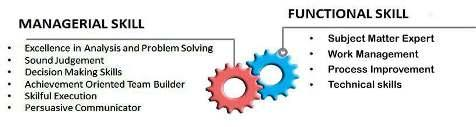 MANAGERIAL SKILL
• Excellence in Analysis and Problem Solving
• Sound Judgement
• Decision Making Skills
• Achievement Oriented Team Builder
• Skilful Execution
• Persuasive Communicator
FUNCTIONAL SKILL
• Subject Matter Expert
• Work Management
• Process Improvement
• Technical skills